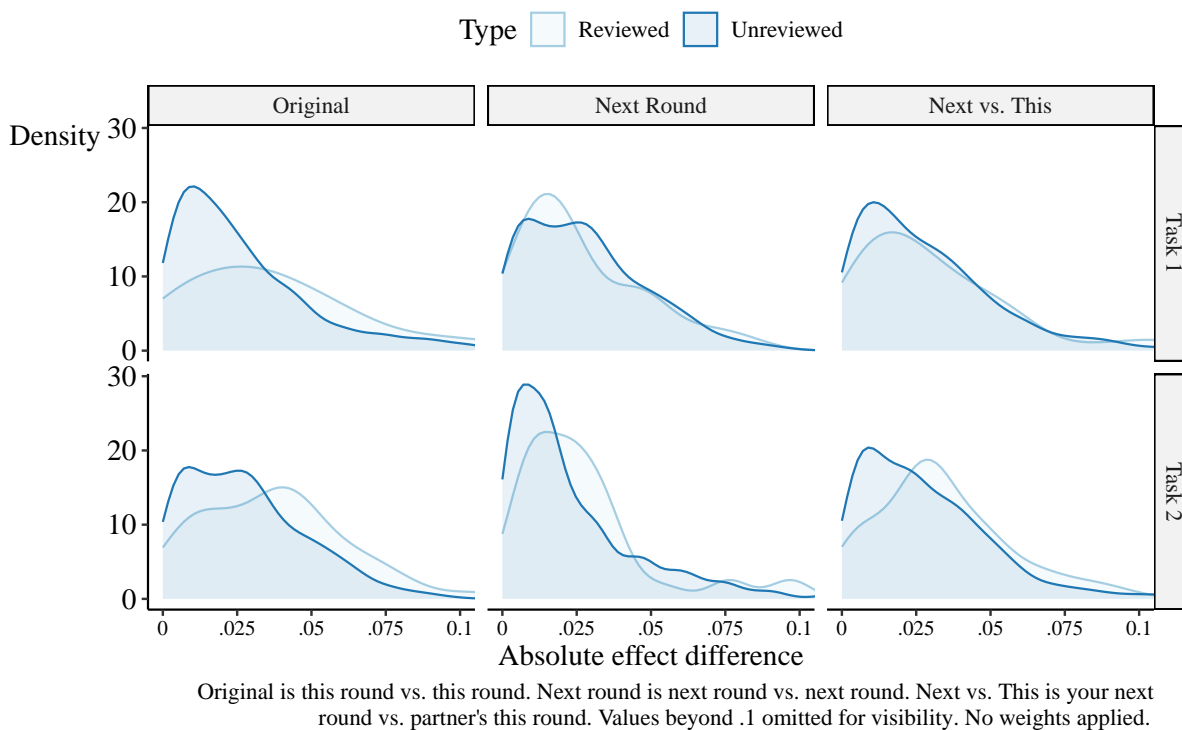 Type Reviewed Unreviewed
Original Next Round Next vs. This
Density
30
20
10
0
Task 1
30
20
10
0
Task 2
0 .025 .05 .075 0.1 0 .025 .05 .075 0.1 0 .025 .05 .075 0.1
Absolute effect difference
Original is this round vs. this round. Next round is next round vs. next round. Next vs. This is your next
round vs. partner's this round. Values beyond .1 omitted for visibility. No weights applied.